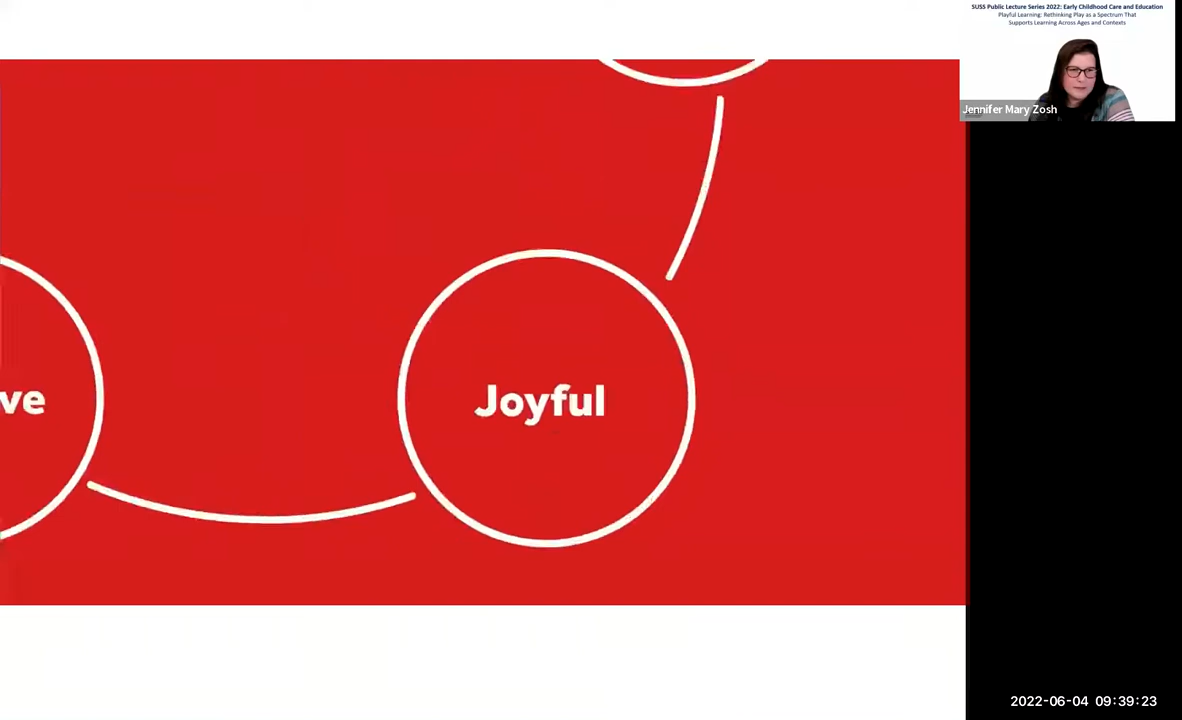 SUSS Public Lecture Series 2022: Early Childhood Care and Education
Playful Learning: Rethinking Play as a Spectrum That
Supports Learning Across Ages and Contexts
Jennifer Mary Zosh
ve
Joyful
2022-06-04 09:39:23